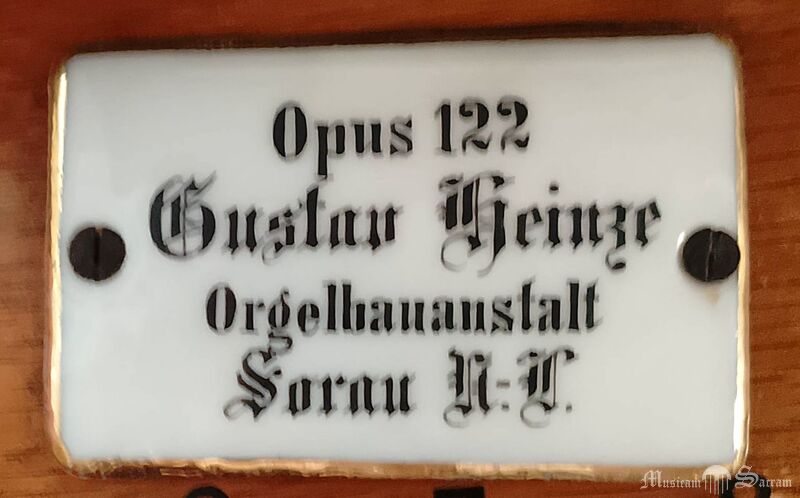 Opus 122
Gustav Heinze
Orgelbauanstalt
Sorau N.-L.
Musicam Sacram